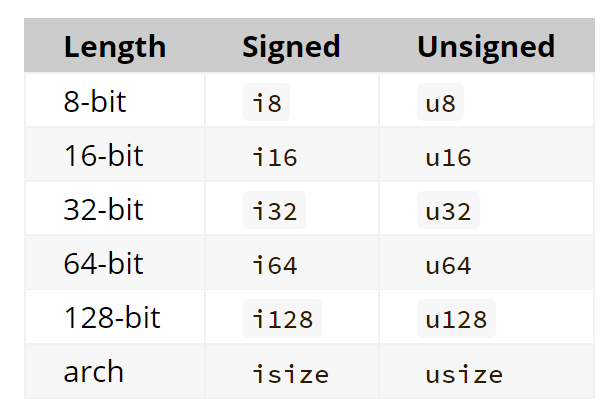 Length Signed Unsigned
8-bit i8 u8
16-bit i16 u16
32-bit i32 u32
64-bit i64 u64
128-bit i128 u128
arch isize usize